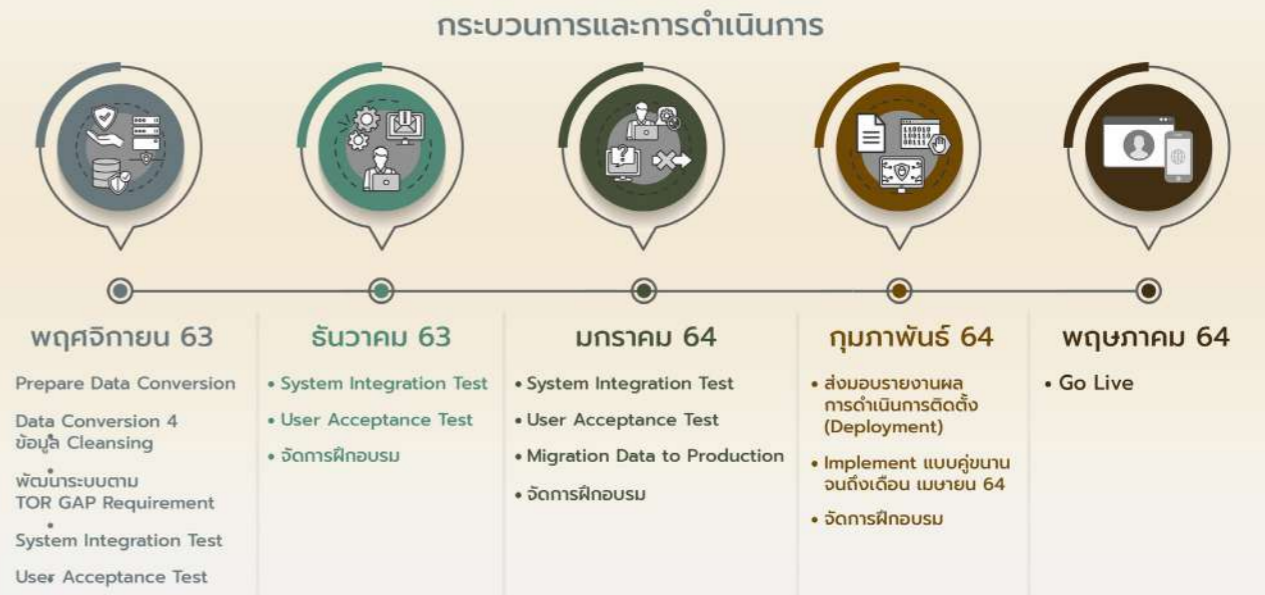 กระบวนการและการดำเนินการ
พฤศจิกายน 63
Prepare Data Conversion
Data Conversion 4
ข้อมูล Cleansing
พัฒนาระบบตาม
TOR GAP Requirement
System Integration Test
User Acceptance Test
ธันวาคม 63
• System Integration Test
• User Acceptance Test
• จัดการฝึกอบรม
มกราคม 64
• System Integration Test
• User Acceptance Test
• Migration Data to Production
• จัดการฝึกอบรม
กุมภาพันธ์ 64
• ส่งมอบรายงานผล
การดำเนินการติดตั้ง
(Deployment)
• Implement แบบคู่ขนาน
จนถึงเดือน เมษายน 64
• จัดการฝึกอบรม
พฤษภาคม 64
• Go Live
110010
100110
00111